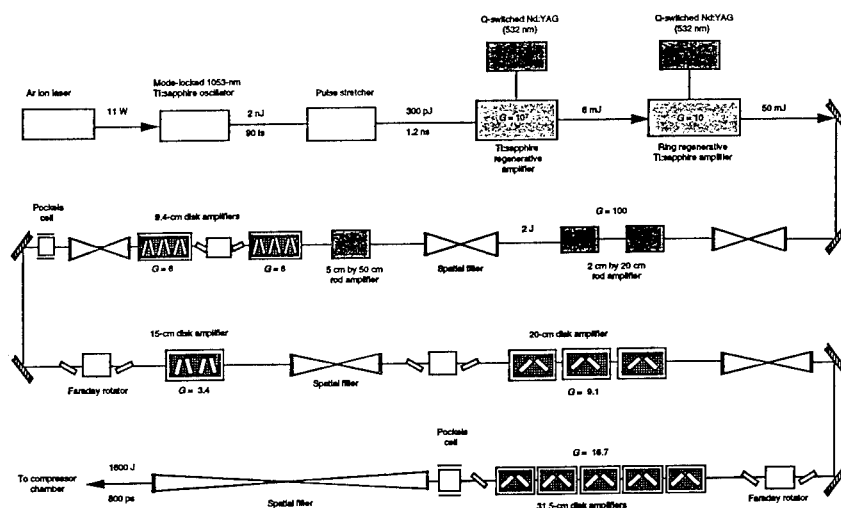 Q-switched Nd:YAG
(532 nm)
Q-switched Nd:YAG
(532 nm)
Ar ion laser
Mode-locked 1053-nm
Ti:sapphire oscillator
Pulse stretcher
11 W
2 nJ
90 fs
300 pJ
1.2 ns
G = 10⁷
6 mJ
G = 10
50 mJ
Ti:sapphire
regenerative
amplifier
Ring regenerative
Ti:sapphire amplifier
Pockels
cell
9.4-cm disk amplifiers
G = 6
G = 6
5 cm by 50 cm
rod amplifier
Spatial filter
2 J
G = 100
2 cm by 20 cm
rod amplifier
15-cm disk amplifier
20-cm disk amplifier
Faraday rotator
G = 3.4
Spatial filter
G = 9.1
Pockels
cell
G = 16.7
To compressor
chamber
1600 J
800 ps
Spatial filter
31.5-cm disk amplifiers
Faraday rotator